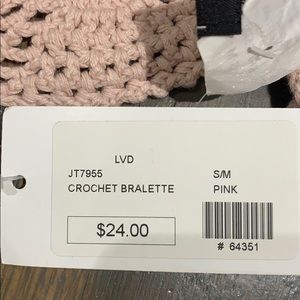 LVD
JT7955 S/M
CROCHET BRALETTE PINK
$24.00
# 64351